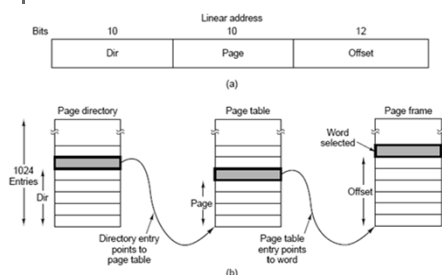 Linear address
Bits 10 10 12
Dir Page Offset
(a)
Page directory Page table Page frame
Word
selected
1024
Entries
Dir
Page
Offset
Directory entry
points to
page table
Page table
entry points
to word
(b)